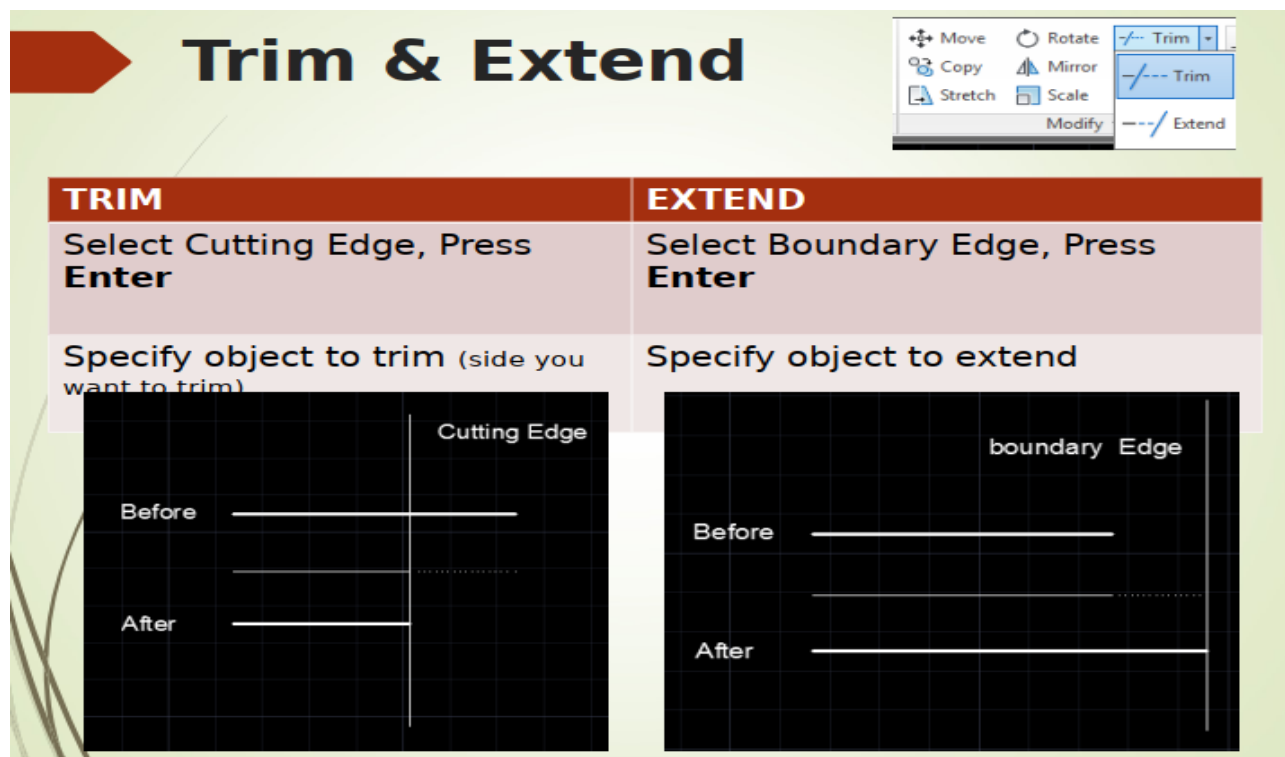 Trim & Extend
Move Rotate Trim
Copy Mirror Trim
Stretch Scale
Modify Extend
TRIM EXTEND
Select Cutting Edge, Press
Enter
Select Boundary Edge, Press
Enter
Specify object to trim (side you
want to trim)
Specify object to extend
Cutting Edge
Before
After
boundary Edge
Before
After